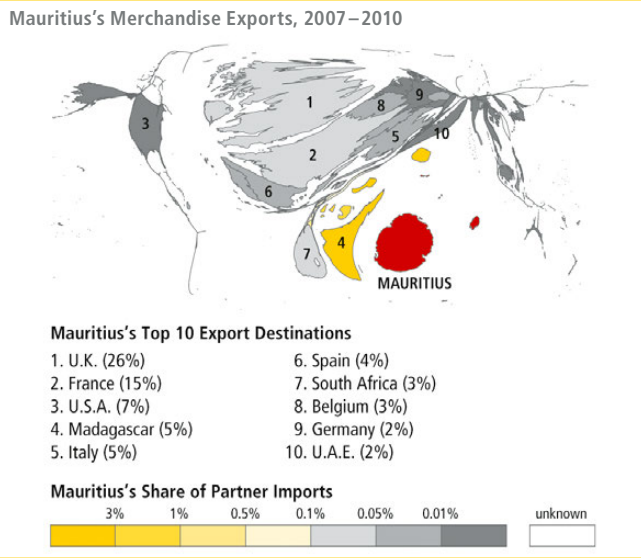 Mauritius's Merchandise Exports, 2007–2010
1
8
9
3
5
10
2
6
4
7
MAURITIUS
Mauritius's Top 10 Export Destinations
1. U.K. (26%)
2. France (15%)
3. U.S.A. (7%)
4. Madagascar (5%)
5. Italy (5%)
6. Spain (4%)
7. South Africa (3%)
8. Belgium (3%)
9. Germany (2%)
10. U.A.E. (2%)
Mauritius's Share of Partner Imports
3% 1% 0.5% 0.1% 0.05% 0.01% unknown